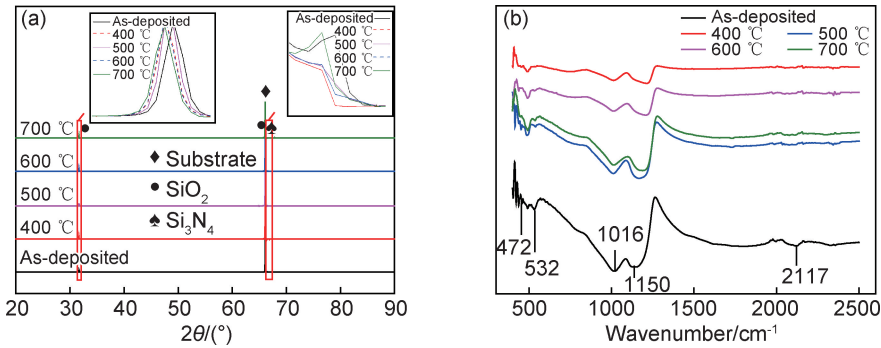 (a)
As-deposited
400 ℃
500 ℃
600 ℃
700 ℃
As-deposited
400 ℃
500 ℃
600 ℃
700 ℃
700 ℃
600 ℃
500 ℃
400 ℃
As-deposited
♦ Substrate
● SiO₂
♠ Si₃N₄
20 30 40 50 60 70 80 90
2θ/(°)
(b)
As-deposited
400 ℃ 500 ℃
600 ℃ 700 ℃
472
532
1016
1150
2117
500 1000 1500 2000 2500
Wavenumber/cm⁻¹